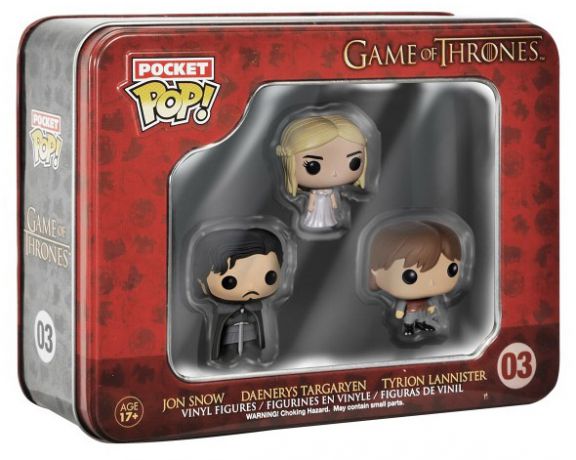 POCKET
POP!
GAME OF THRONES™
POCKET
POP!
GAME OF
THRONES
03
AGE
17+
JON SNOW DAENERYS TARGARYEN TYRION LANNISTER
VINYL FIGURES / FIGURINES EN VINYLE / FIGURAS DE VINIL
WARNING! Choking Hazard. May contain small parts.
03